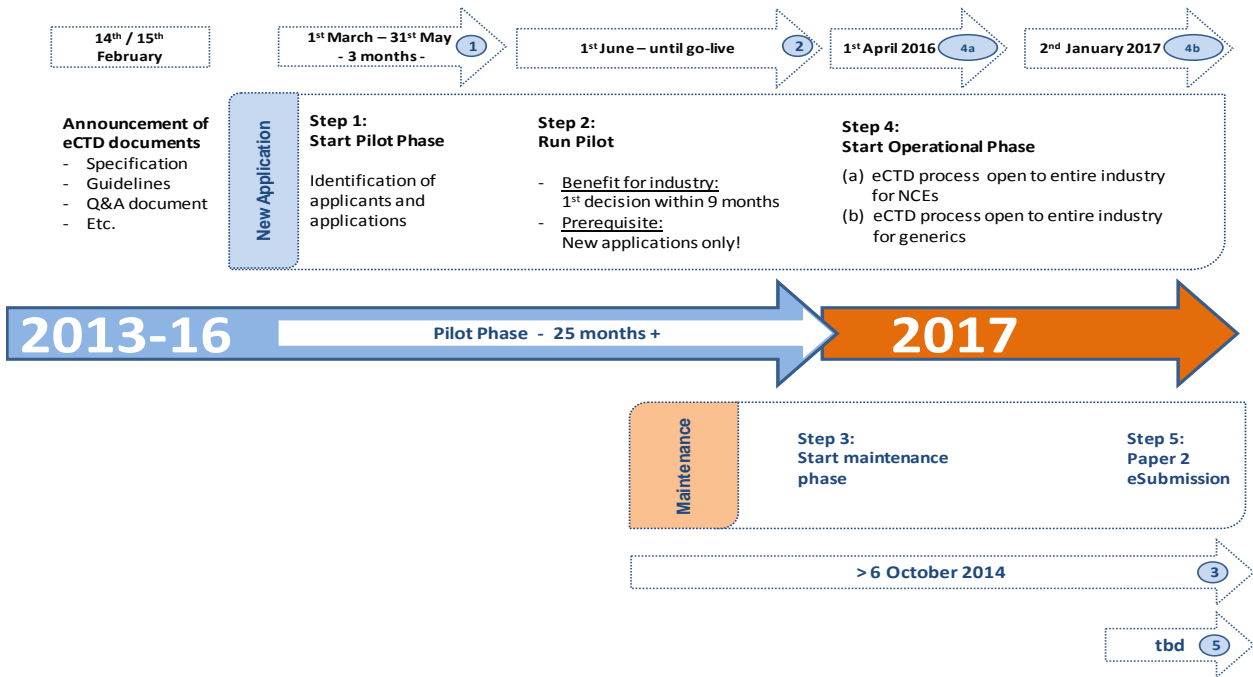 14th / 15th
February
1st March – 31st May
- 3 months -
1
1st June – until go-live
2
1st April 2016
4a
2nd January 2017
4b
Announcement of
eCTD documents
- Specification
- Guidelines
- Q&A document
- Etc.
New Application
Step 1:
Start Pilot Phase
Identification of
applicants and
applications
Step 2:
Run Pilot
- Benefit for industry:
1st decision within 9 months
- Prerequisite:
New applications only!
Step 4:
Start Operational Phase
(a) eCTD process open to entire industry
for NCEs
(b) eCTD process open to entire industry
for generics
2013-16
Pilot Phase - 25 months +
2017
Maintenance
Step 3:
Start maintenance
phase
Step 5:
Paper 2
eSubmission
> 6 October 2014
3
tbd
5